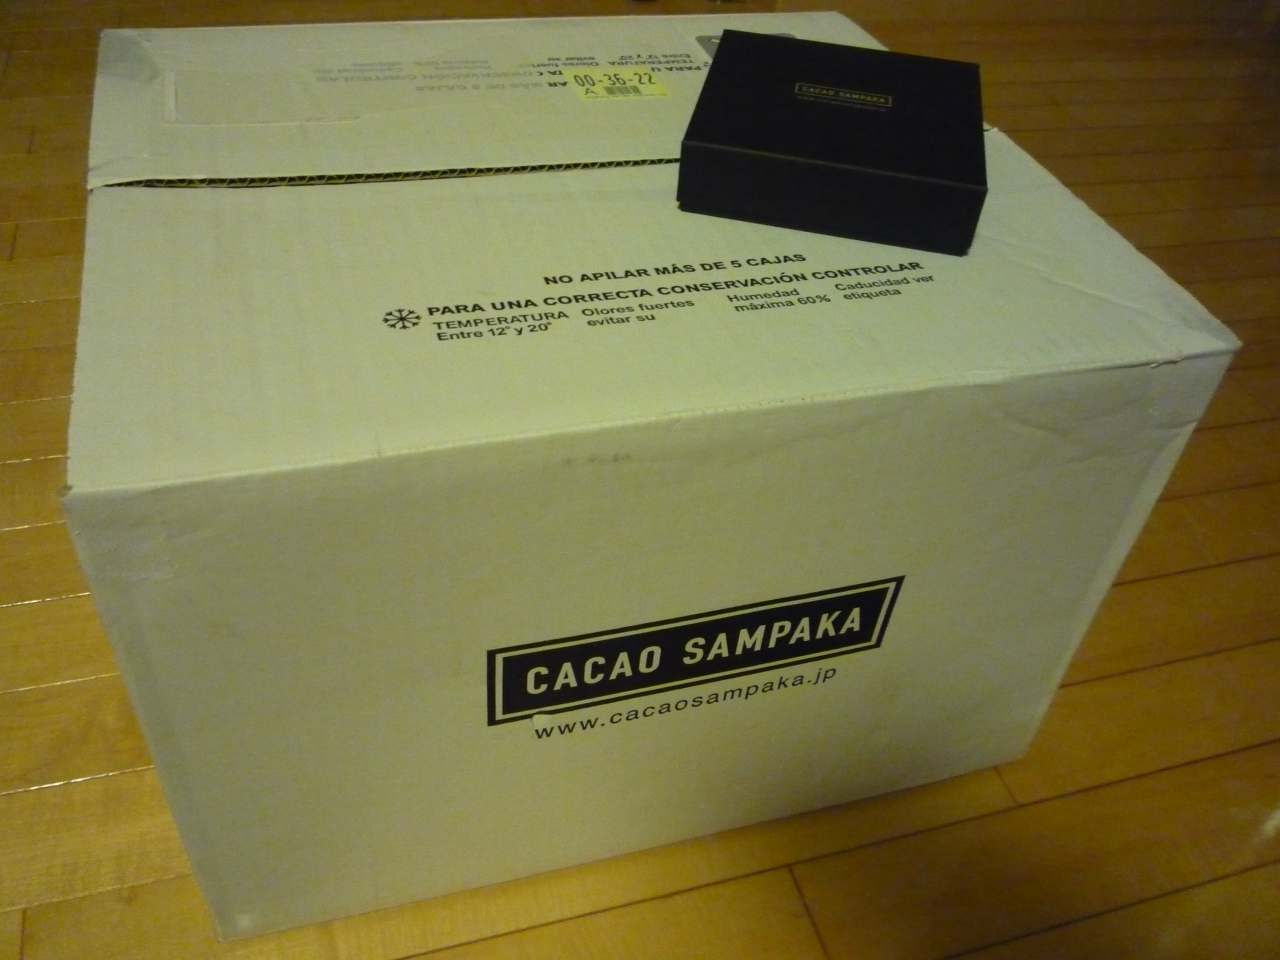 CACAO SAMPAKA
00-36-22
A
NO APILAR MÁS DE 5 CAJAS
PARA UNA CORRECTA CONSERVACIÓN CONTROLAR
TEMPERATURA Olores fuertes Humedad Caducidad ver
Entre 12° y 20° evitar su máxima 60% etiqueta
CACAO SAMPAKA
www.cacaosampaka.jp